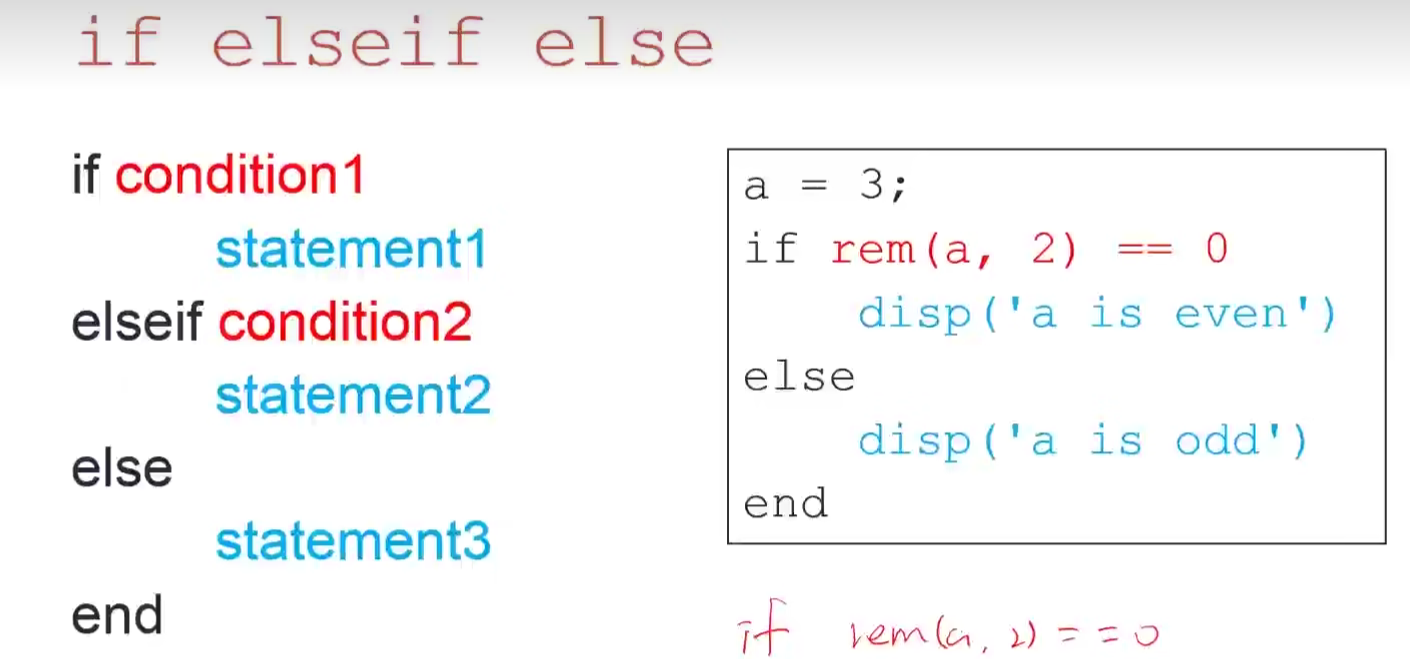 if elseif else
if condition1
statement1
elseif condition2
statement2
else
statement3
end
a = 3;
if rem(a, 2) == 0
disp('a is even')
else
disp('a is odd')
end
if rem(a, 2) == 0